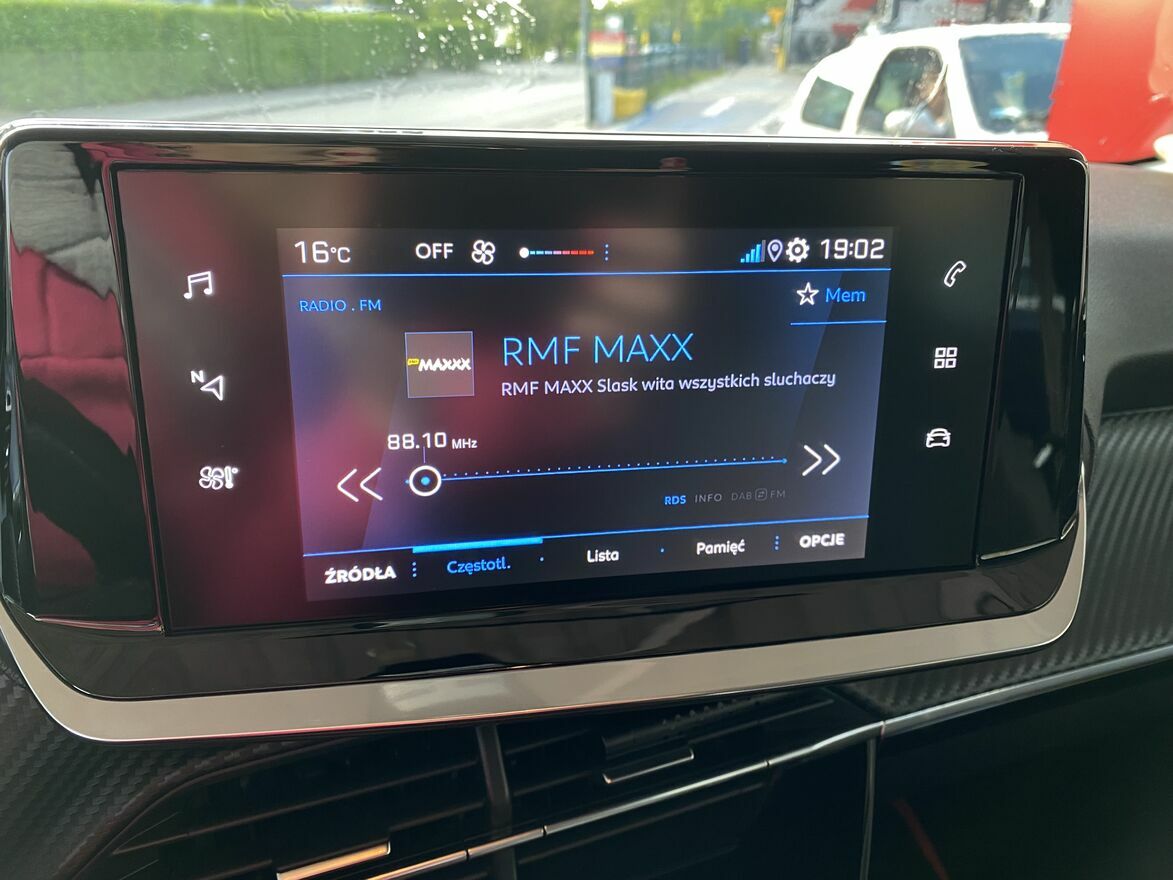 16°C OFF 19:02
RADIO . FM
Mem
MAXXX
RMF MAXX
RMF MAXX Slask wita wszystkich sluchaczy
88.10 MHz
RDS INFO DAB FM
ŹRÓDŁA Częstotl. Lista Pamięć OPCJE
N